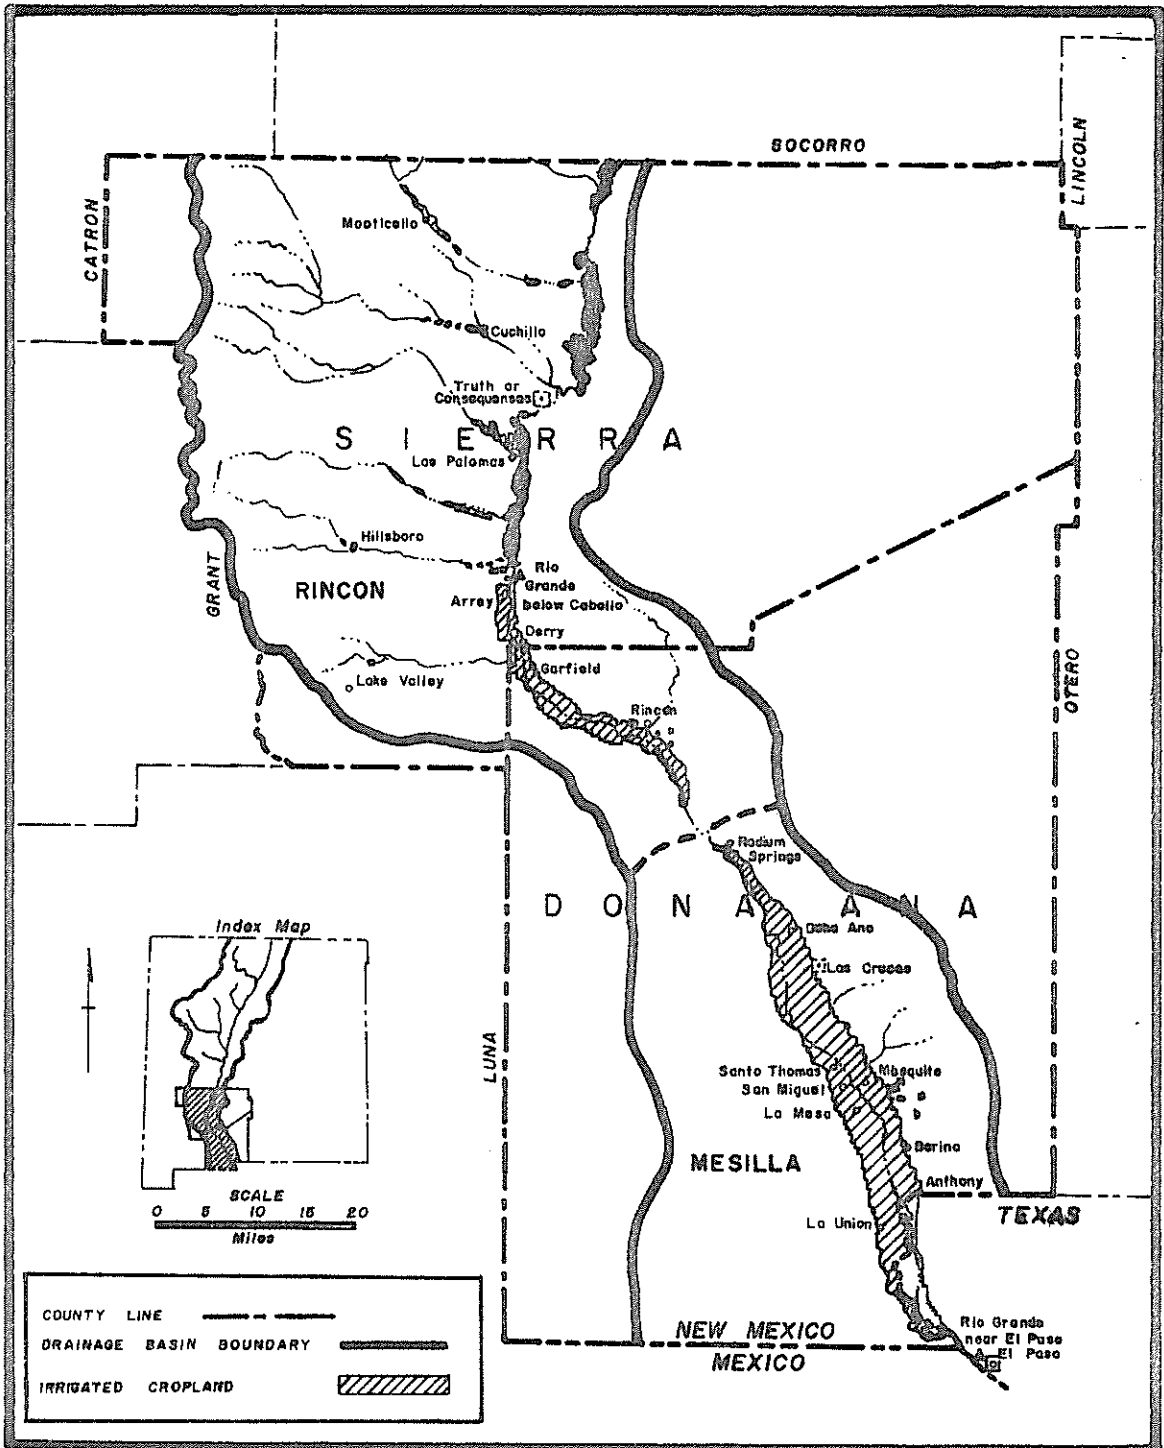 SOCORRO
LINCOLN
CATRON
Monticello
Cuchillo
Truth or
Consequences
SIERRA
Las Palomas
Hillsboro
GRANT
RINCON
Rio
Grande
below Caballo
Arrey
Derry
Garfield
Lake Valley
Rincon
OTERO
Radium
Springs
DONA ANA
Doña Ana
Las Cruces
Index Map
LUNA
Santo Thomas
Mesquite
San Miguel
La Mesa
Berino
MESILLA
Anthony
TEXAS
La Union
SCALE
0 5 10 15 20
Miles
COUNTY LINE
DRAINAGE BASIN BOUNDARY
IRRIGATED CROPLAND
NEW MEXICO
MEXICO
Rio Grande
near El Paso
El Paso